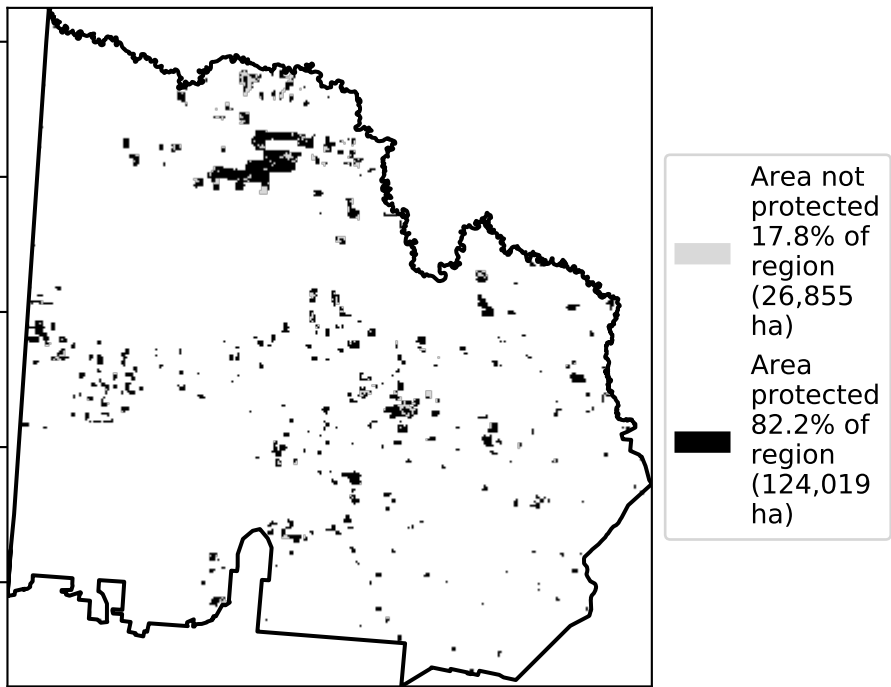 Area not
protected
17.8% of
region
(26,855
ha)
Area
protected
82.2% of
region
(124,019
ha)